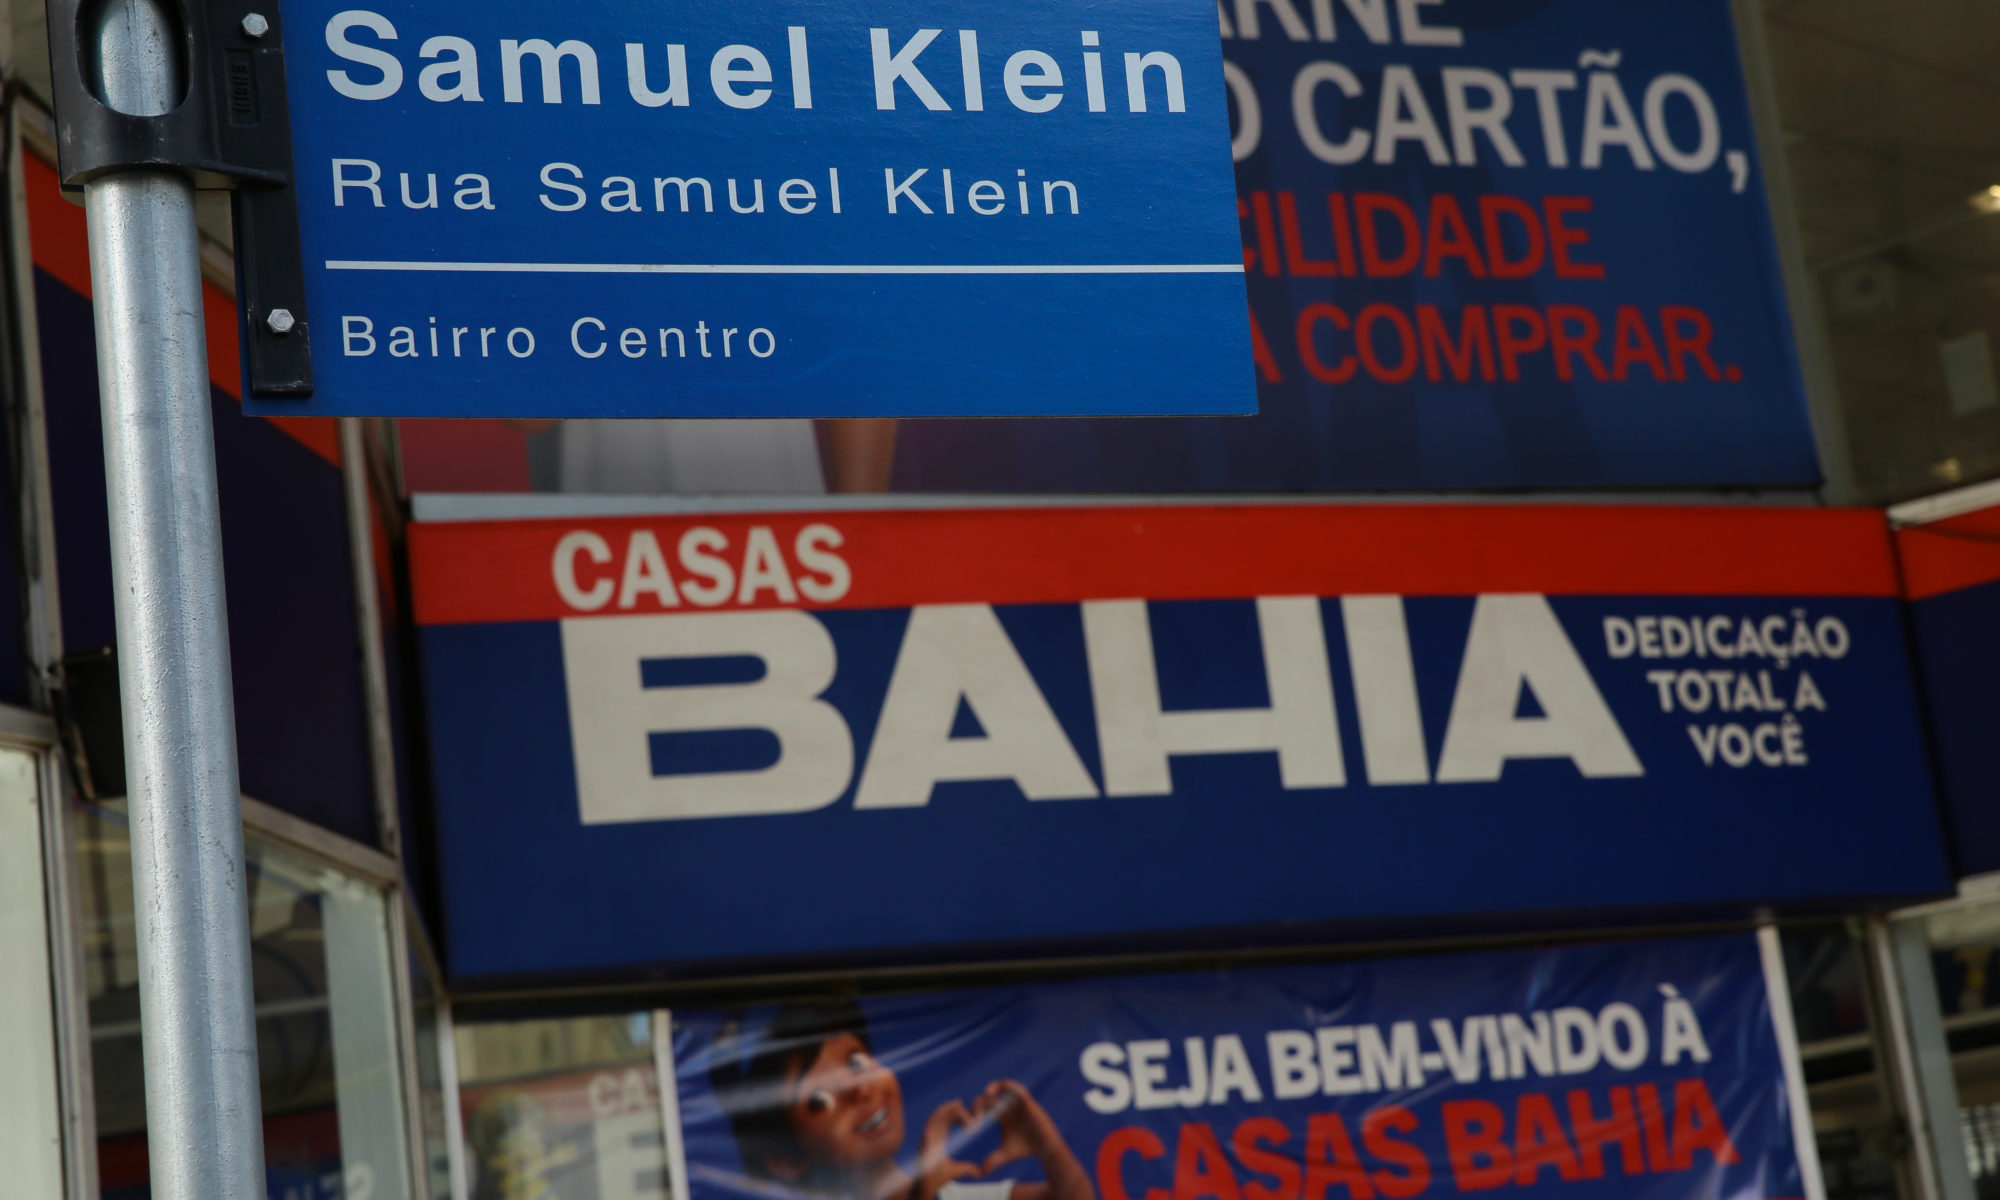 Samuel Klein
Rua Samuel Klein
Bairro Centro
CARTÃO,
COMPRAR.
CASAS
BAHIA
DEDICAÇÃO
TOTAL A
VOCÊ
SEJA BEM-VINDO À
CASAS BAHIA